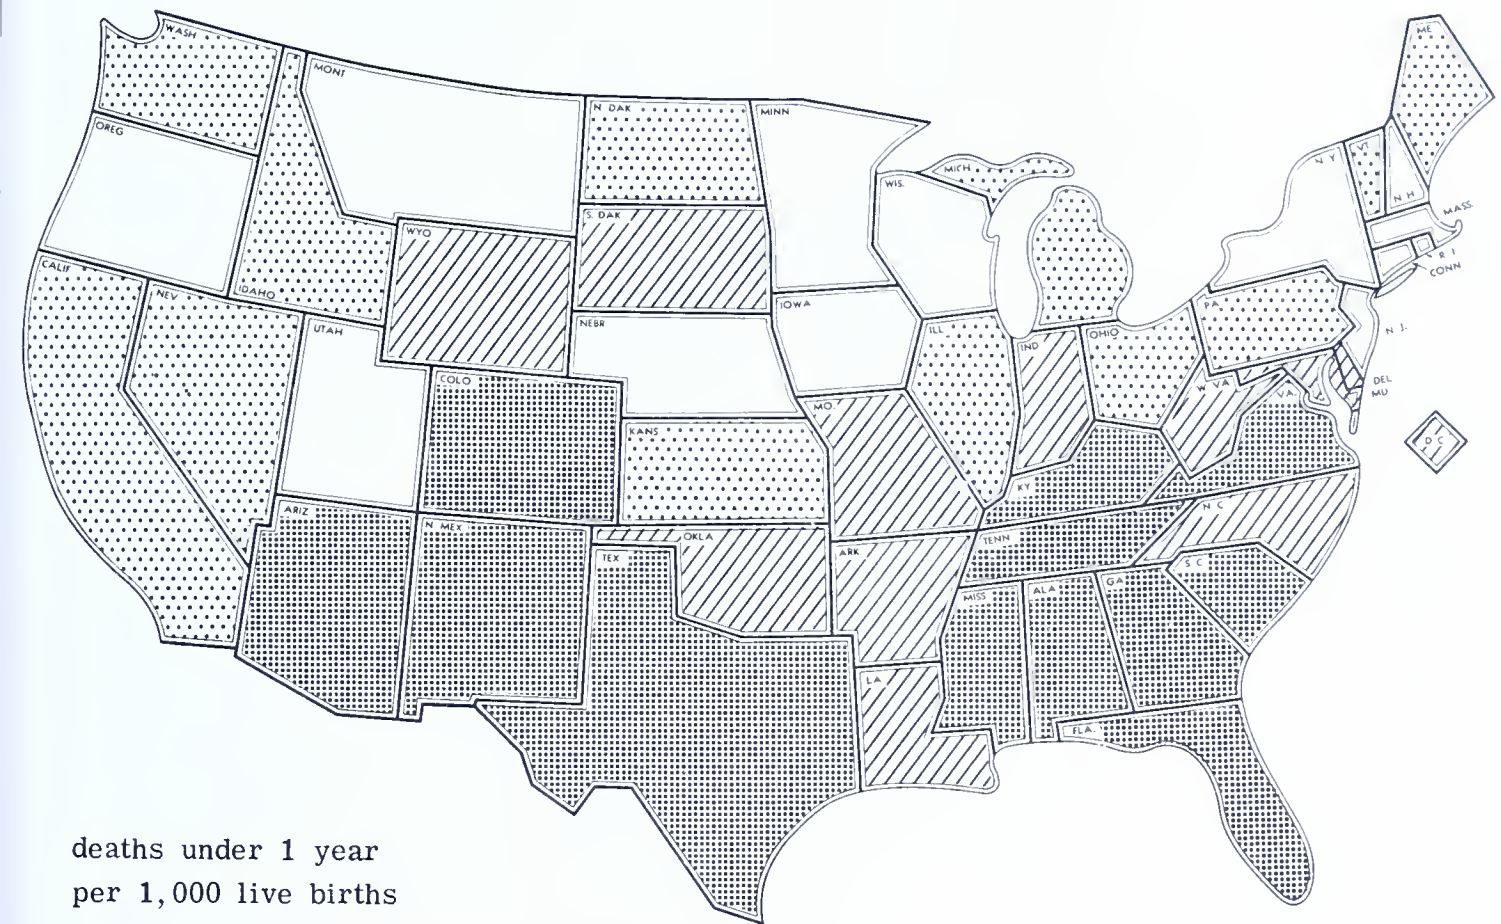 WASH
MONT
N DAK
MINN
ME
OREG
MICH
WIS.
N Y
VT
N H
MASS.
S. DAK
WYO
IDAHO
CALIF
NEV
R I
CONN
IOWA
PA
UTAH
NEBR
ILL
IND
OHIO
N J.
COLO
W VA
VA.
DEL
MD
MO.
KANS
D C
KY
ARIZ
N MEX
OKLA
N C
TENN
TEX
ARK
S C
MISS
ALA
GA
LA
FLA.
deaths under 1 year
per 1,000 live births